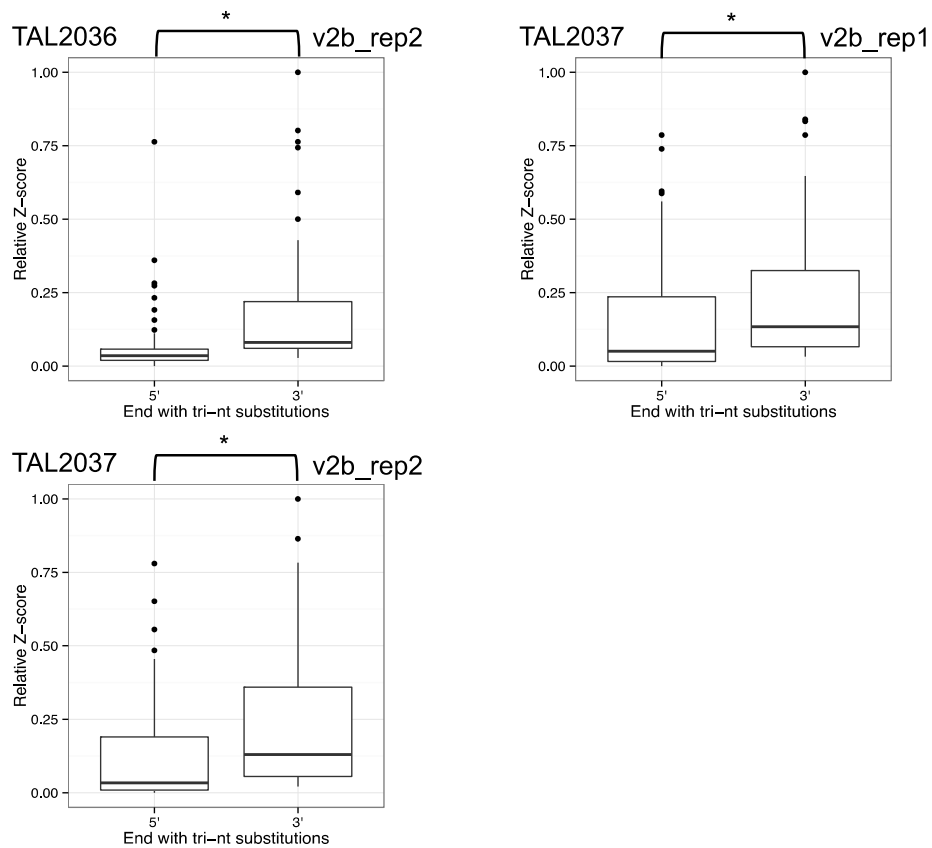 *
TAL2036 v2b_rep2
1.00
0.75
0.50
0.25
0.00
Relative Z−score
5' 3'
End with tri−nt substitutions
*
TAL2037 v2b_rep1
1.00
0.75
0.50
0.25
0.00
Relative Z−score
5' 3'
End with tri−nt substitutions
*
TAL2037 v2b_rep2
1.00
0.75
0.50
0.25
0.00
Relative Z−score
5' 3'
End with tri−nt substitutions